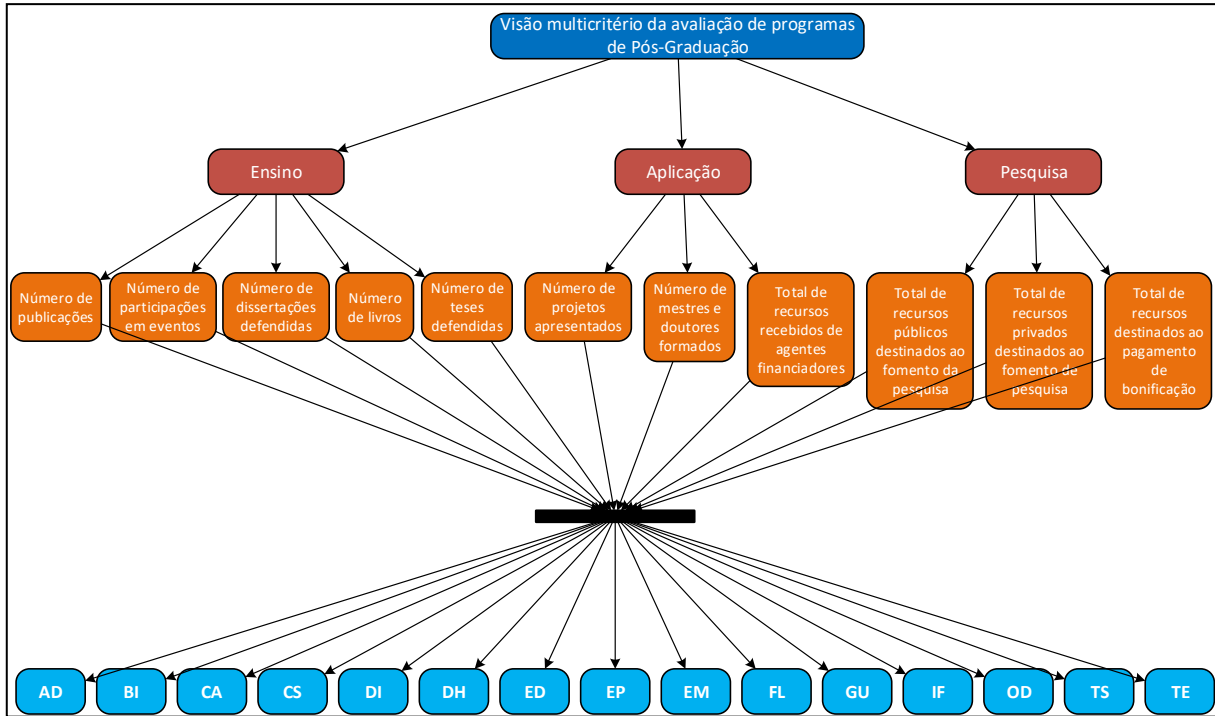 Visão multicritério da avaliação de programas
de Pós-Graduação
Ensino
Aplicação
Pesquisa
Número de
publicações
Número de
participações
em eventos
Número de
dissertações
defendidas
Número
de livros
Número de
teses
defendidas
Número de
projetos
apresentados
Número de
mestres e
doutores
formados
Total de
recursos
recebidos de
agentes
financiadores
Total de
recursos
públicos
destinados ao
fomento da
pesquisa
Total de
recursos
privados
destinados ao
fomento de
pesquisa
Total de
recursos
destinados ao
pagamento
de
bonificação
AD
BI
CA
CS
DI
DH
ED
EP
EM
FL
GU
IF
OD
TS
TE